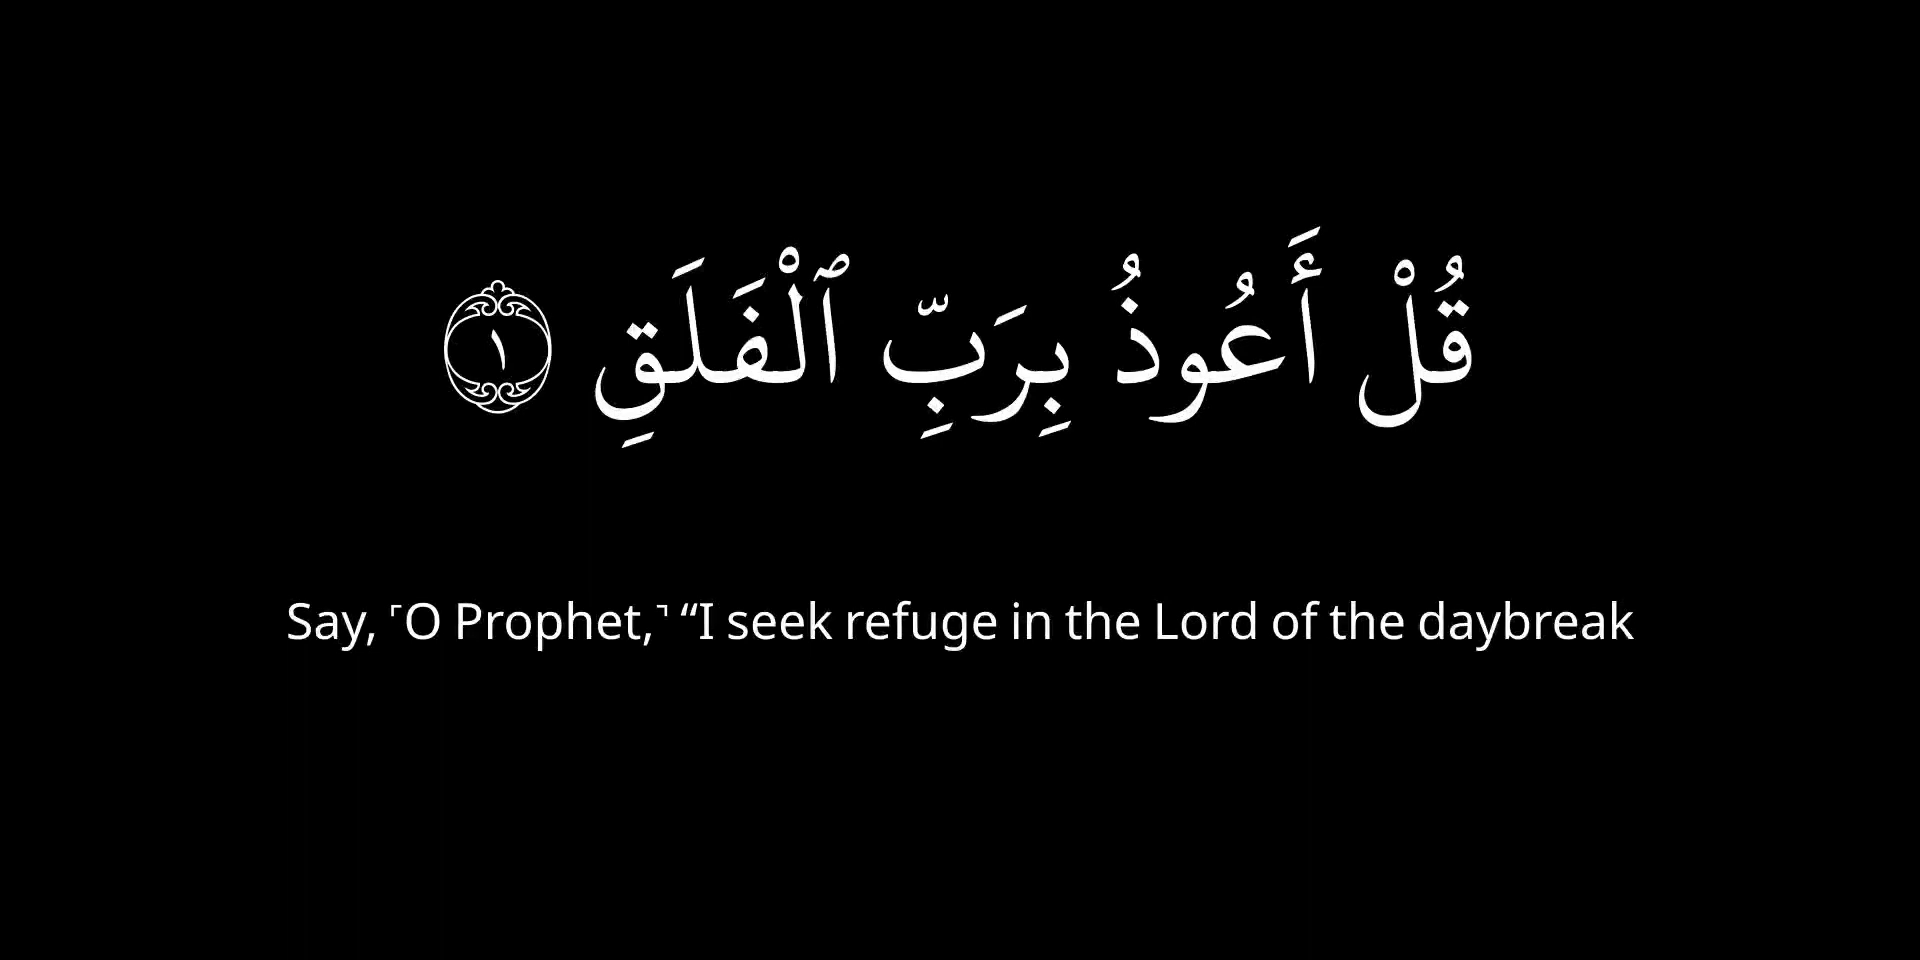 قُلْ أَعُوذُ بِرَبِّ ٱلْفَلَقِ ١
Say, ˹O Prophet,˺ “I seek refuge in the Lord of the daybreak